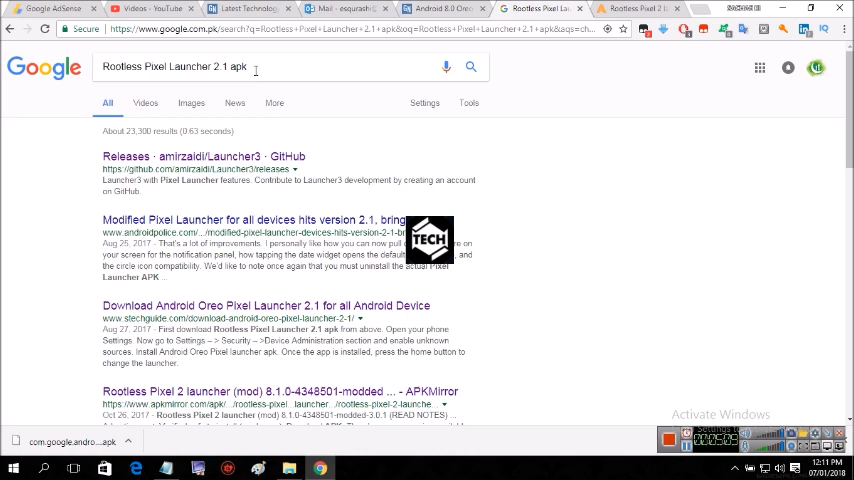 Google AdSense
Videos - YouTube
Latest Technolog
Mail - esqurash@
Android 8.0 Oreo
Rootless Pixel Lau
Rootless Pixel 2 l
Secure
https://www.google.com.pk/search?q=Rootless+Pixel+Launcher+2.1+apk&oq=Rootless+Pixel+Launcher+2.1+apk&aqs=ch...
Google
Rootless Pixel Launcher 2.1 apk
All
Videos
Images
News
More
Settings
Tools
About 23,300 results (0.63 seconds)
Releases · amirzaidi/Launcher3 · GitHub
https://github.com/amirzaidi/Launcher3/releases
Launcher3 with Pixel Launcher features. Contribute to Launcher3 development by creating an account
on GitHub.
Modified Pixel Launcher for all devices hits version 2.1, bring
www.androidpolice.com/.../modified-pixel-launcher-devices-hits-version-2-1-br
Aug 25, 2017 - That's a lot of improvements. I personally like how you can now pull d re on
your screen for the notification panel, how tapping the date widget opens the defaul , and
the circle icon compatibility. We'd like to note once again that you must uninstall the actual Pixel
Launcher APK ...
TECH
Download Android Oreo Pixel Launcher 2.1 for all Android Device
www.stechguide.com/download-android-oreo-pixel-launcher-2-1/
Aug 27, 2017 - First download Rootless Pixel Launcher 2.1 apk from above. Open your phone
Settings. Now go to Settings – > Security – >Device Administration section and enable unknown
sources. Install Android Oreo Pixel launcher apk. Once the app is installed, press the home button to
change the launcher.
Rootless Pixel 2 launcher (mod) 8.1.0-4348501-modded ... - APKMirror
https://www.apkmirror.com/apk/.../rootless-pixel.../rootless-pixel-2-launche...
Oct 26, 2017 - Rootless Pixel 2 launcher (mod) 8.1.0-4348501-modded-3.0.1 (READ NOTES) ...
Activate Windows
Settings to
com.google.andro....apk
12:11 PM
07/01/2018